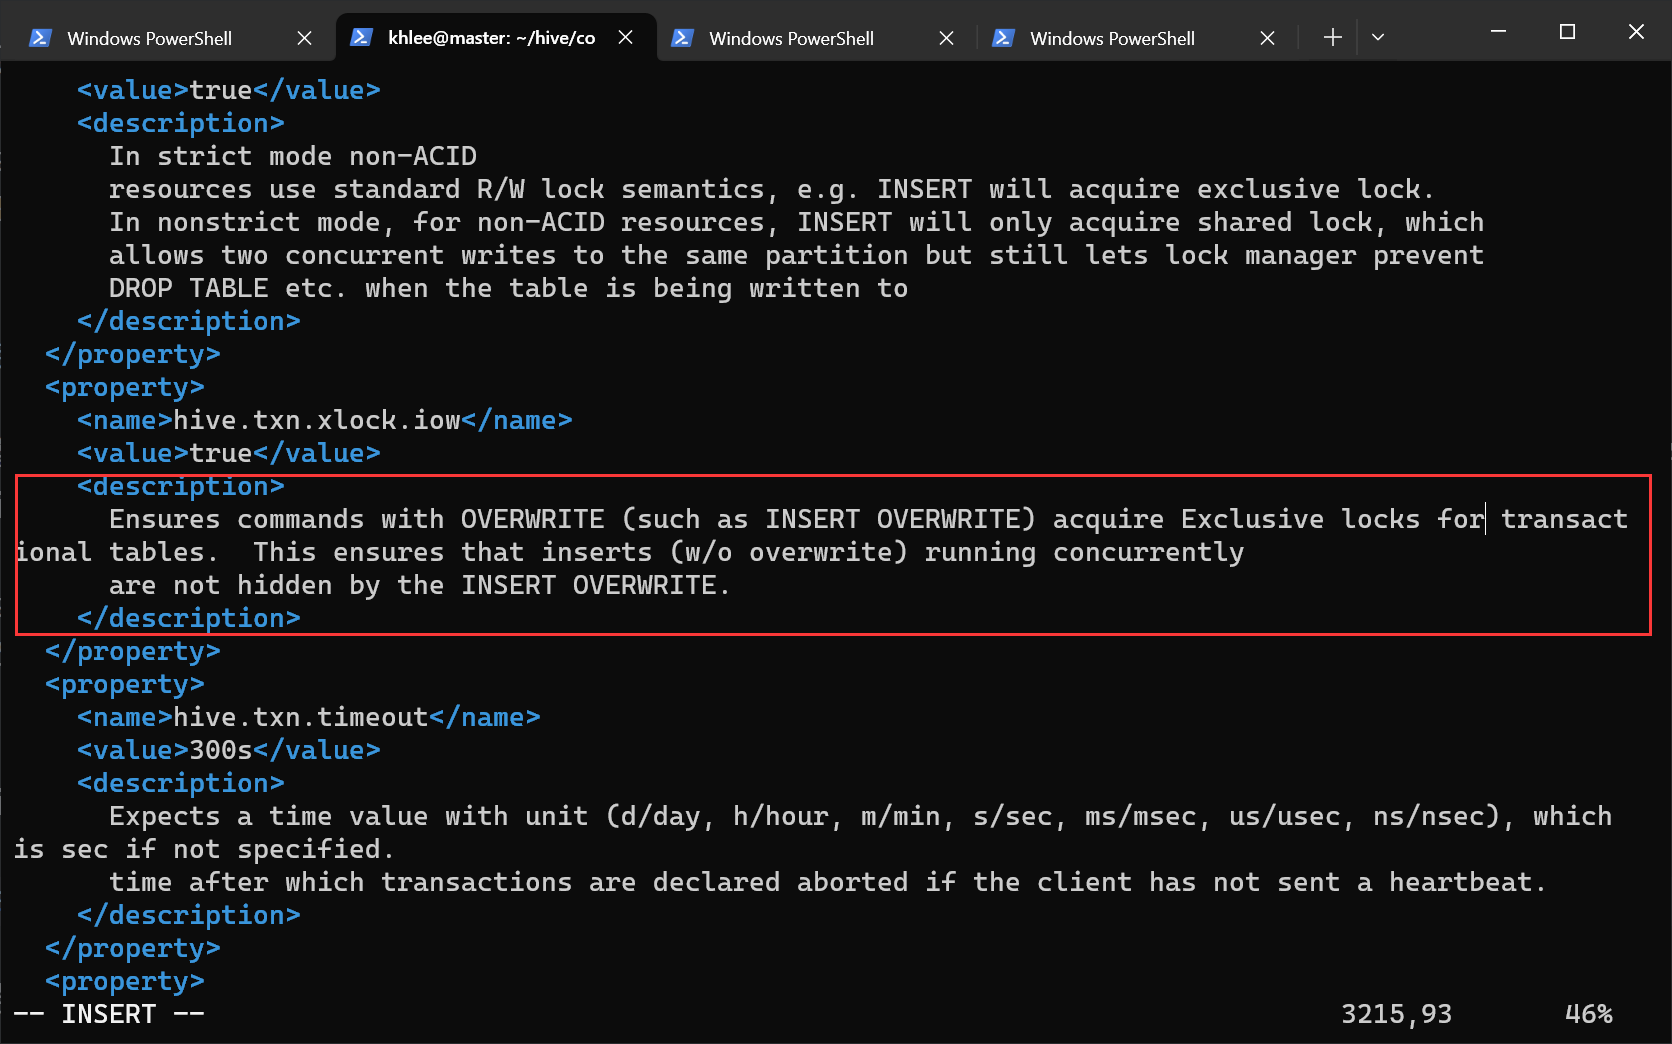 Windows PowerShell
khlee@master: ~/hive/co
Windows PowerShell
Windows PowerShell
<value>true</value>
<description>
In strict mode non-ACID
resources use standard R/W lock semantics, e.g. INSERT will acquire exclusive lock.
In nonstrict mode, for non-ACID resources, INSERT will only acquire shared lock, which
allows two concurrent writes to the same partition but still lets lock manager prevent
DROP TABLE etc. when the table is being written to
</description>
</property>
<property>
<name>hive.txn.xlock.iow</name>
<value>true</value>
<description>
Ensures commands with OVERWRITE (such as INSERT OVERWRITE) acquire Exclusive locks for transact
ional tables.  This ensures that inserts (w/o overwrite) running concurrently
are not hidden by the INSERT OVERWRITE.
</description>
</property>
<property>
<name>hive.txn.timeout</name>
<value>300s</value>
<description>
Expects a time value with unit (d/day, h/hour, m/min, s/sec, ms/msec, us/usec, ns/nsec), which
is sec if not specified.
time after which transactions are declared aborted if the client has not sent a heartbeat.
</description>
</property>
<property>
-- INSERT -- 3215,93 46%